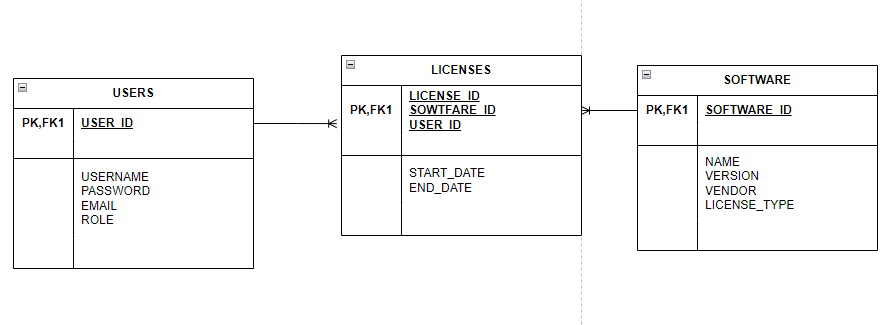 USERS
PK,FK1
USER_ID
USERNAME
PASSWORD
EMAIL
ROLE
LICENSES
PK,FK1
LICENSE_ID
SOWTFARE_ID
USER_ID
START_DATE
END_DATE
SOFTWARE
PK,FK1
SOFTWARE_ID
NAME
VERSION
VENDOR
LICENSE_TYPE